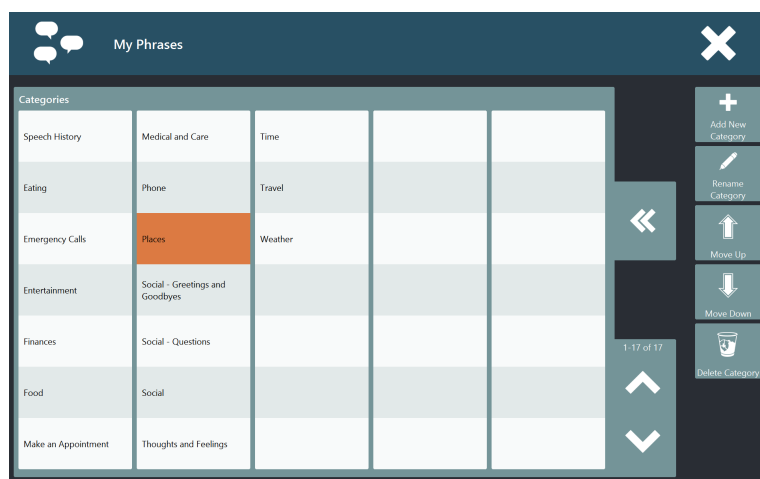 My Phrases
Categories
Speech History
Eating
Emergency Calls
Entertainment
Finances
Food
Make an Appointment
Medical and Care
Phone
Places
Social - Greetings and
Goodbyes
Social - Questions
Social
Thoughts and Feelings
Time
Travel
Weather
1-17 of 17
Add New
Category
Rename
Category
Move Up
Move Down
Delete Category